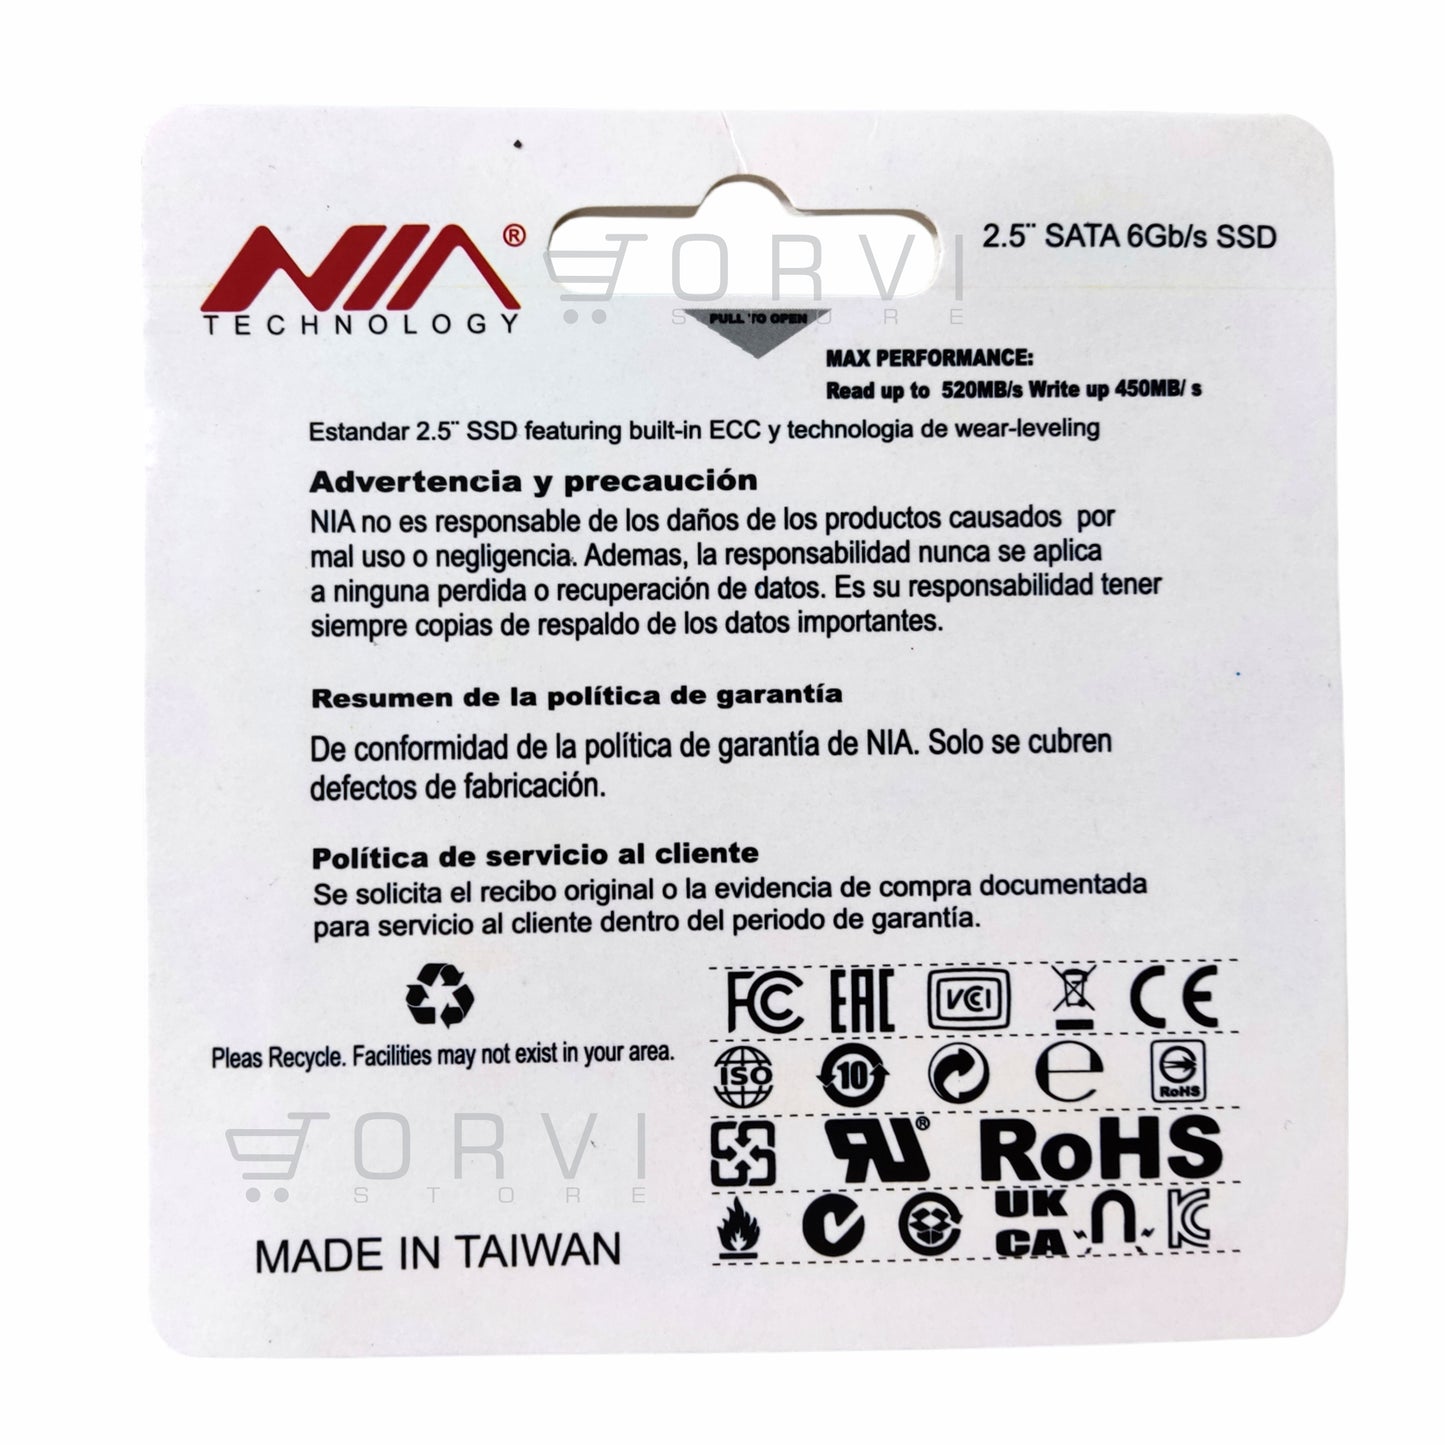 NIA®
TECHNOLOGY
2.5¨ SATA 6Gb/s SSD
TORVI
STORE
PULL TO OPEN
MAX PERFORMANCE:
Read up to 520MB/s Write up 450MB/ s
Estandar 2.5¨ SSD featuring built-in ECC y technologia de wear-leveling
Advertencia y precaución
NIA no es responsable de los daños de los productos causados por
mal uso o negligencia. Ademas, la responsabilidad nunca se aplica
a ninguna perdida o recuperación de datos. Es su responsabilidad tener
siempre copias de respaldo de los datos importantes.
Resumen de la política de garantía
De conformidad de la política de garantía de NIA. Solo se cubren
defectos de fabricación.
Política de servicio al cliente
Se solicita el recibo original o la evidencia de compra documentada
para servicio al cliente dentro del periodo de garantía.
Pleas Recycle. Facilities may not exist in your area.
FC EAC VCI CE
ISO 10 e RoHS
RU® RoHS
UK
CA
KC
TORVI
STORE
MADE IN TAIWAN